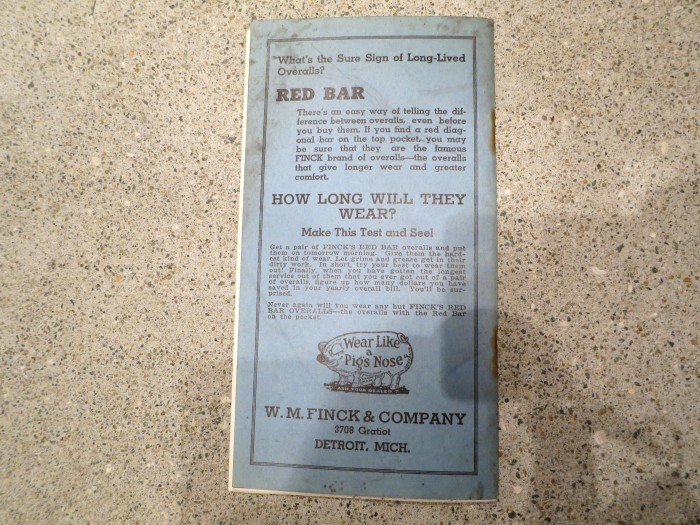 "What's the Sure Sign of Long-Lived
Overalls?
RED BAR
There's an easy way of telling the dif-
ference between overalls, even before
you buy them. If you find a red diag-
onal bar on the top pocket, you may
be sure that they are the famous
FINCK brand of overalls—the overalls
that give longer wear and greater
comfort.
HOW LONG WILL THEY
WEAR?
Make This Test and See!
Get a pair of FINCK'S RED BAR overalls and put
them on tomorrow morning. Give them the hard-
est kind of wear. Let grime and grease get in their
dirty work. In short, try your best to wear them
out! Finally, when you have gotten the longest
service out of them that you ever got out of a pair
of overalls, figure up how many dollars you have
saved in your yearly overall bill. You'll be sur-
prised.
Never again will you wear any but FINCK'S RED
BAR OVERALLS—the overalls with the Red Bar
on the pocket.
"Wear Like
a
Pig's Nose"
ASK YOUR DEALER
W. M. FINCK & COMPANY
3708 Gratiot
DETROIT, MICH.